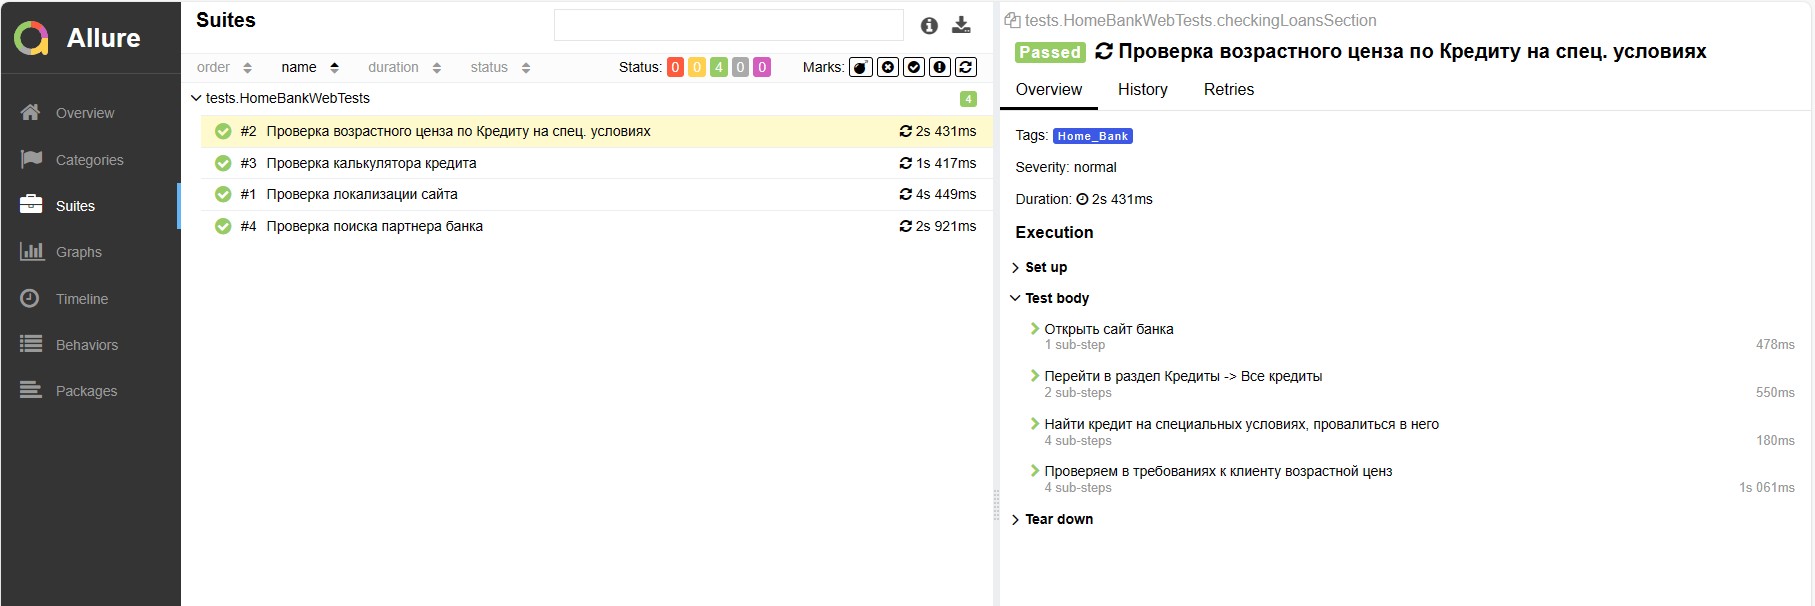 Allure
Overview
Categories
Suites
Graphs
Timeline
Behaviors
Packages
Suites
order name duration status Status: 0 0 4 0 0 Marks:
tests.HomeBankWebTests 4
#2 Проверка возрастного ценза по Кредиту на спец. условиях 2s 431ms
#3 Проверка калькулятора кредита 1s 417ms
#1 Проверка локализации сайта 4s 449ms
#4 Проверка поиска партнера банка 2s 921ms
tests.HomeBankWebTests.checkingLoansSection
Passed Проверка возрастного ценза по Кредиту на спец. условиях
Overview History Retries
Tags: Home_Bank
Severity: normal
Duration: 2s 431ms
Execution
Set up
Test body
Открыть сайт банка
1 sub-step 478ms
Перейти в раздел Кредиты -> Все кредиты
2 sub-steps 550ms
Найти кредит на специальных условиях, провалиться в него
4 sub-steps 180ms
Проверяем в требованиях к клиенту возрастной ценз
4 sub-steps 1s 061ms
Tear down